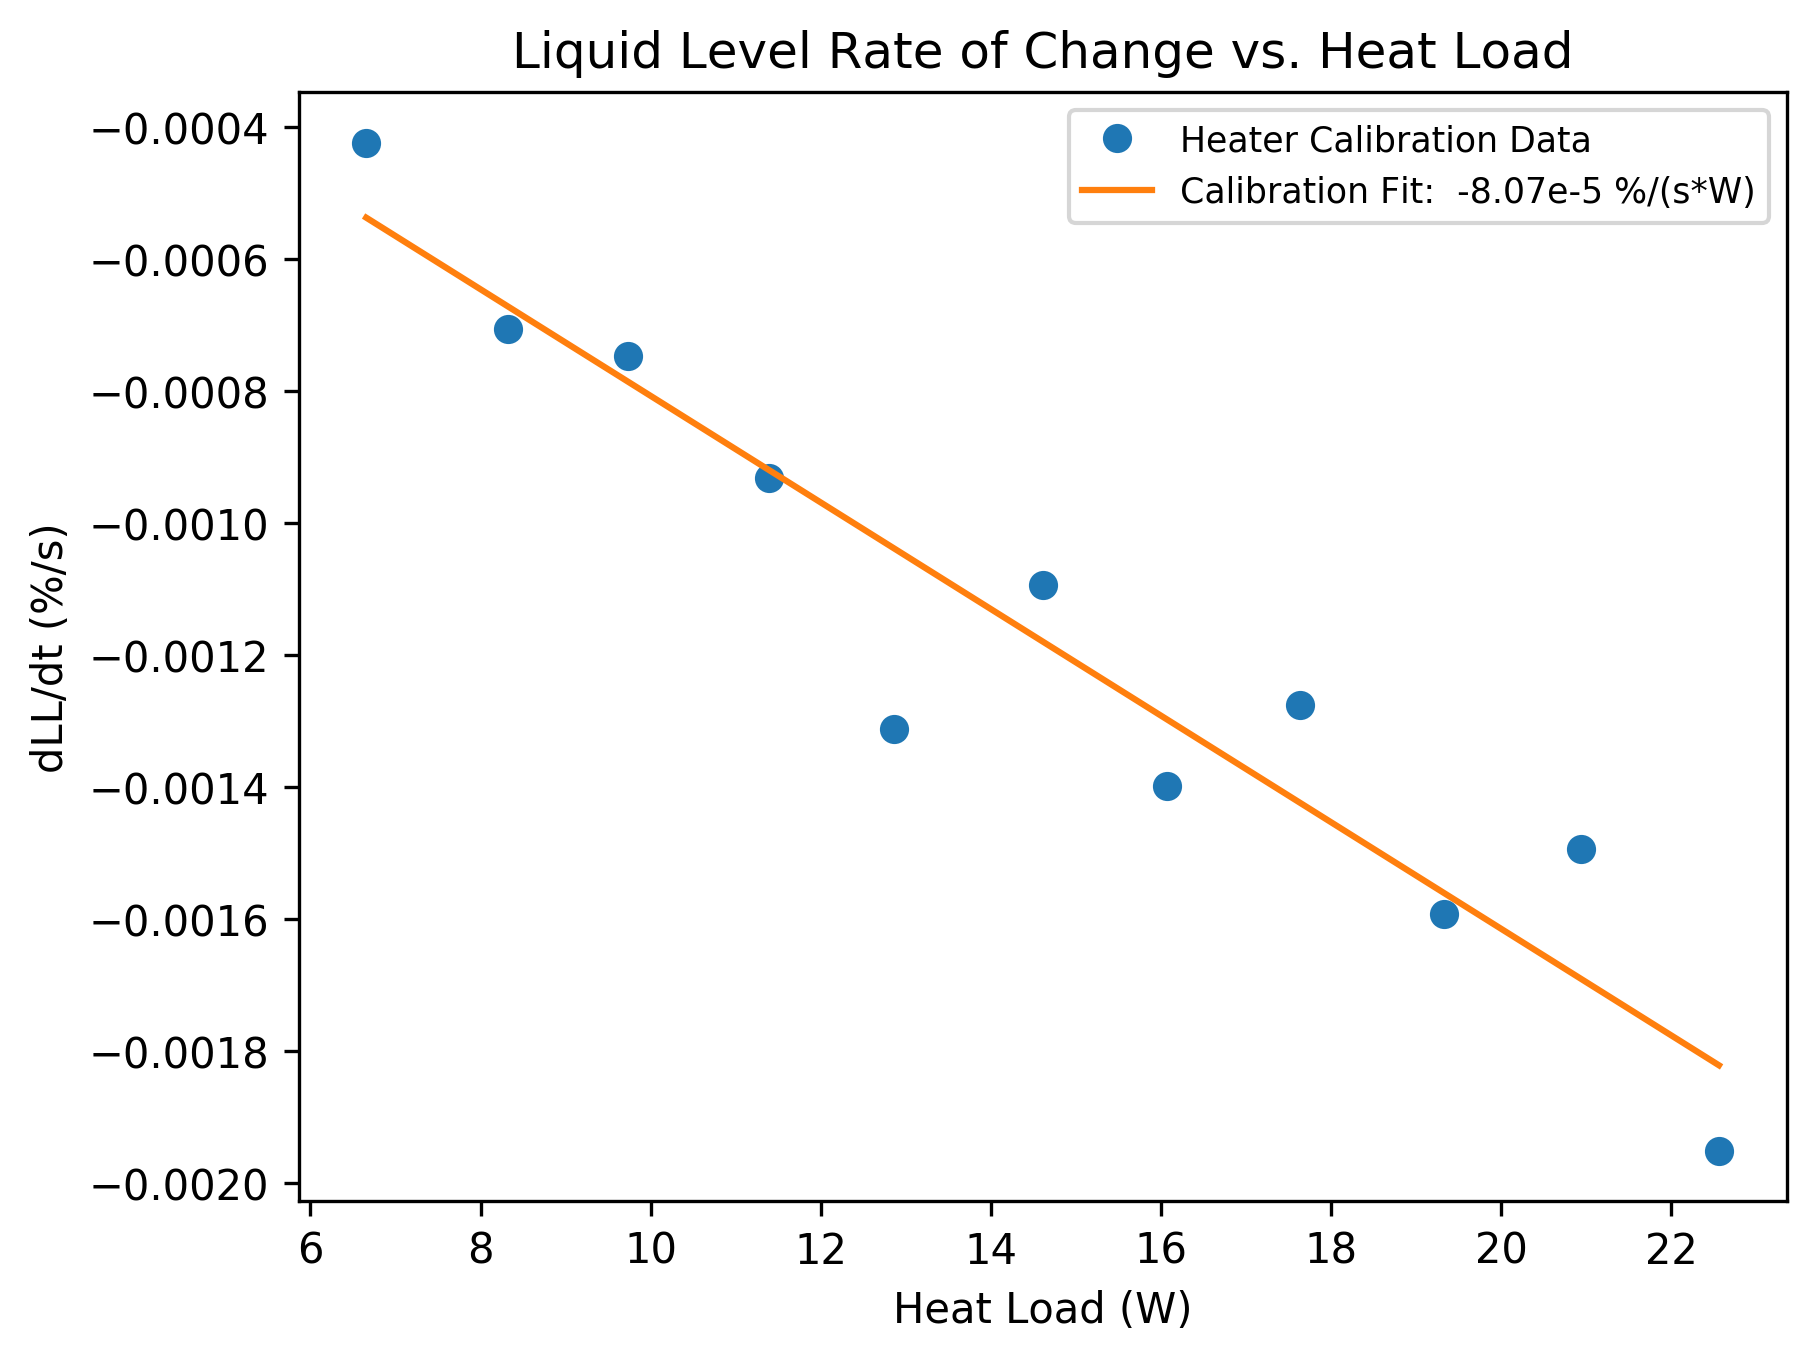 Liquid Level Rate of Change vs. Heat Load
Heater Calibration Data
Calibration Fit:  -8.07e-5 %/(s*W)
−0.0004
−0.0006
−0.0008
−0.0010
−0.0012
−0.0014
−0.0016
−0.0018
−0.0020
dLL/dt (%/s)
6 8 10 12 14 16 18 20 22
Heat Load (W)